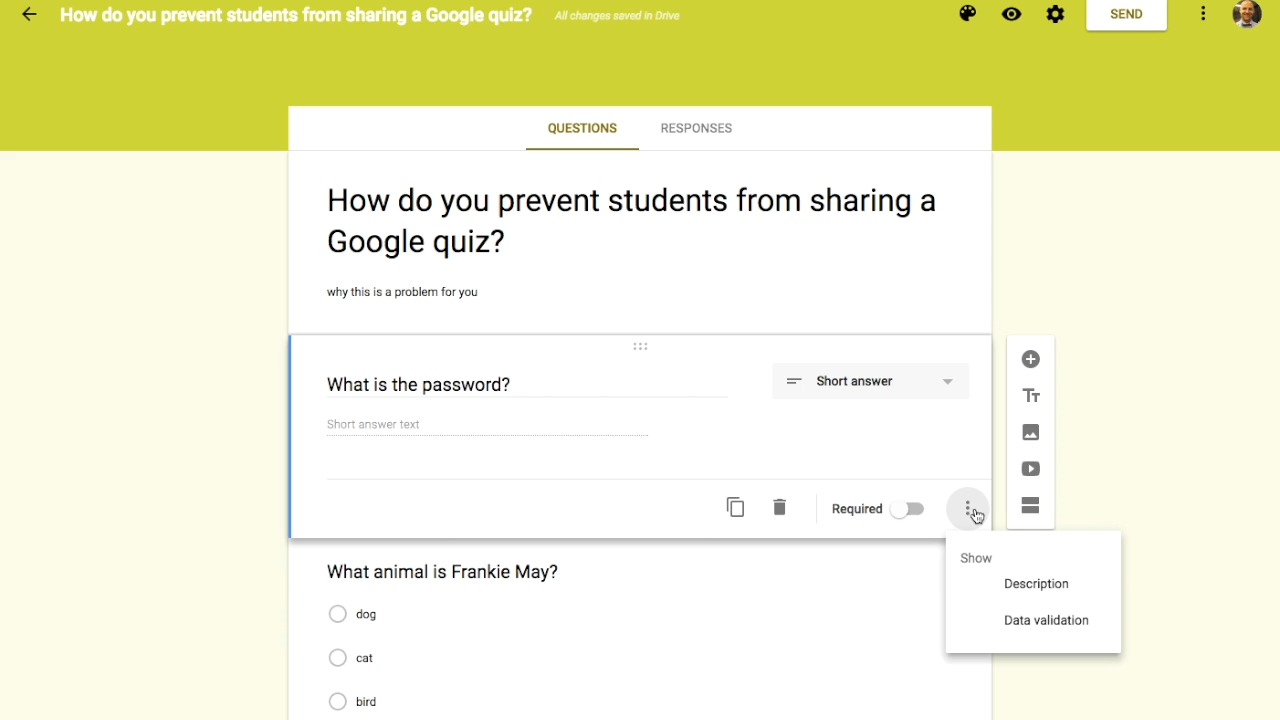 How do you prevent students from sharing a Google quiz?
All changes saved in Drive
SEND
QUESTIONS
RESPONSES
How do you prevent students from sharing a
Google quiz?
why this is a problem for you
What is the password?
Short answer
Short answer text
Tт
Required
Show
Description
Data validation
What animal is Frankie May?
dog
cat
bird